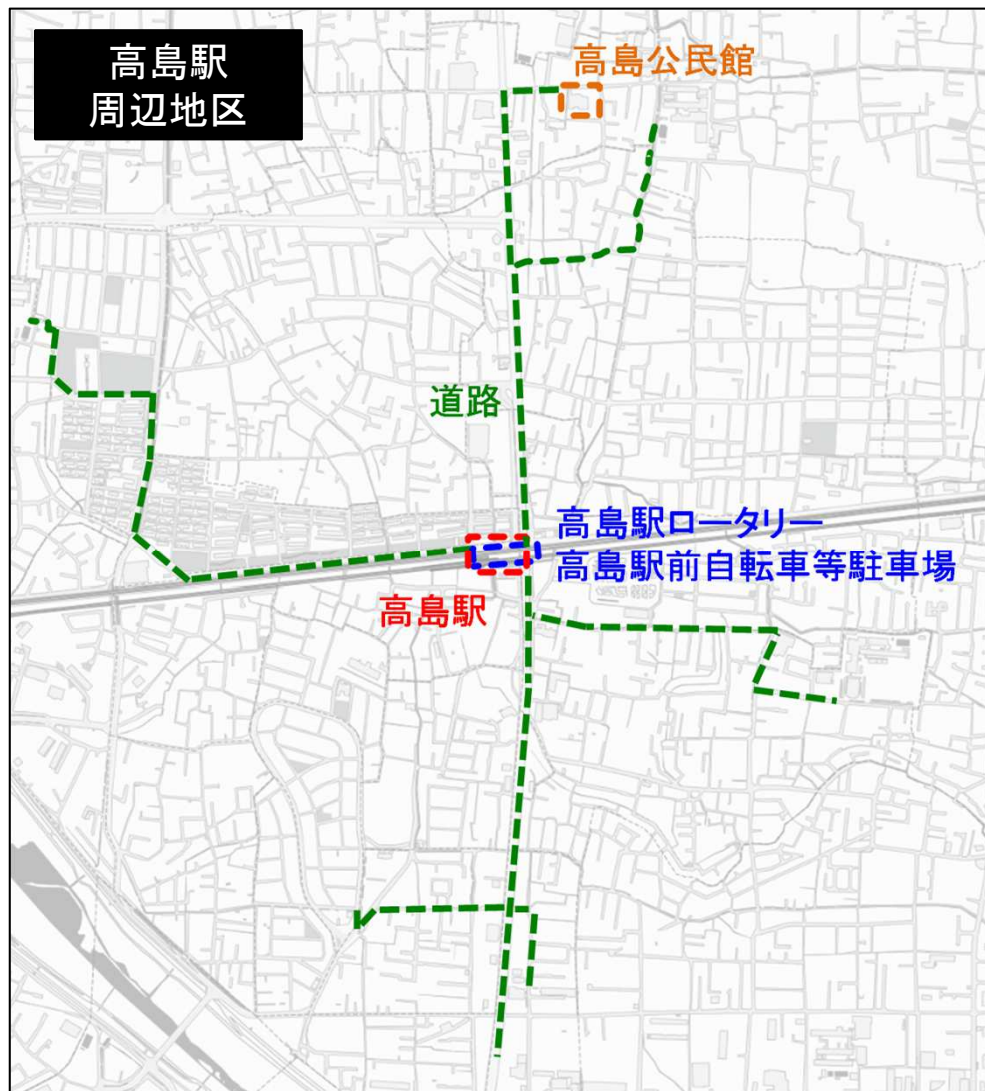 高島駅
周辺地区
高島公民館
道路
高島駅ロータリー
高島駅前自転車等駐車場
高島駅